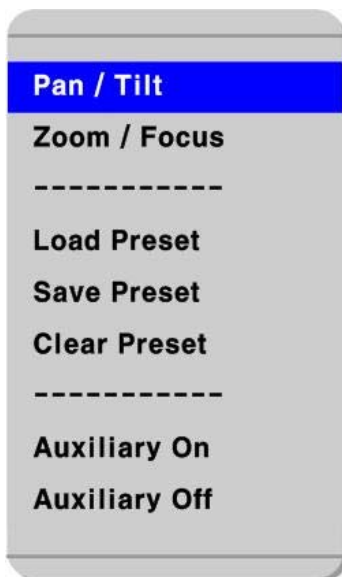 Pan / Tilt
Zoom / Focus
-----------
Load Preset
Save Preset
Clear Preset
-----------
Auxiliary On
Auxiliary Off